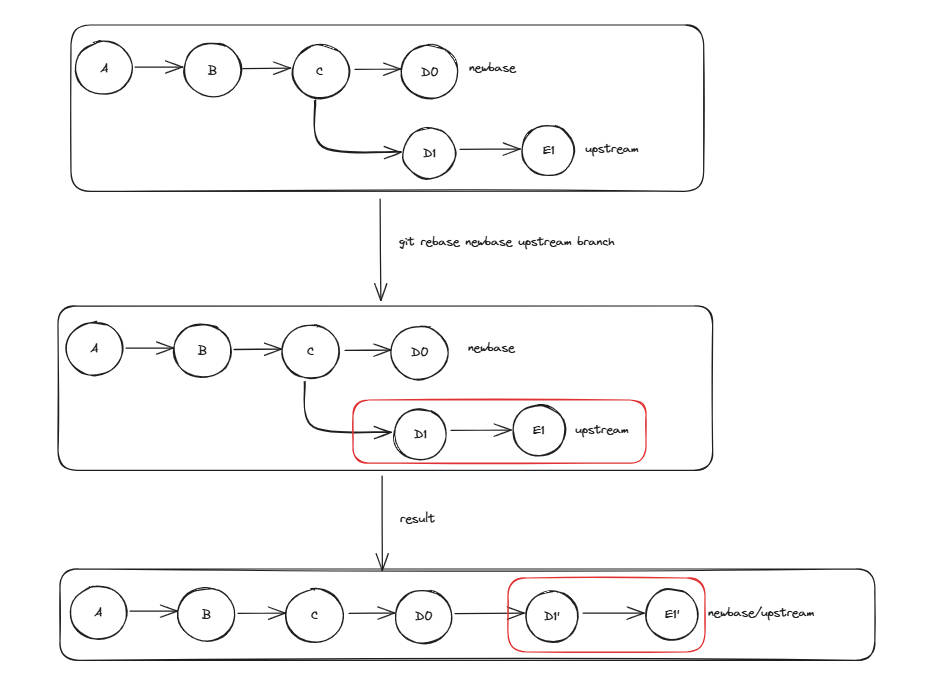 A B C D0 newbase
D1 E1 upstream
git rebase newbase upstream branch
A B C D0 newbase
D1 E1 upstream
result
A B C D0 D1' E1' newbase/upstream